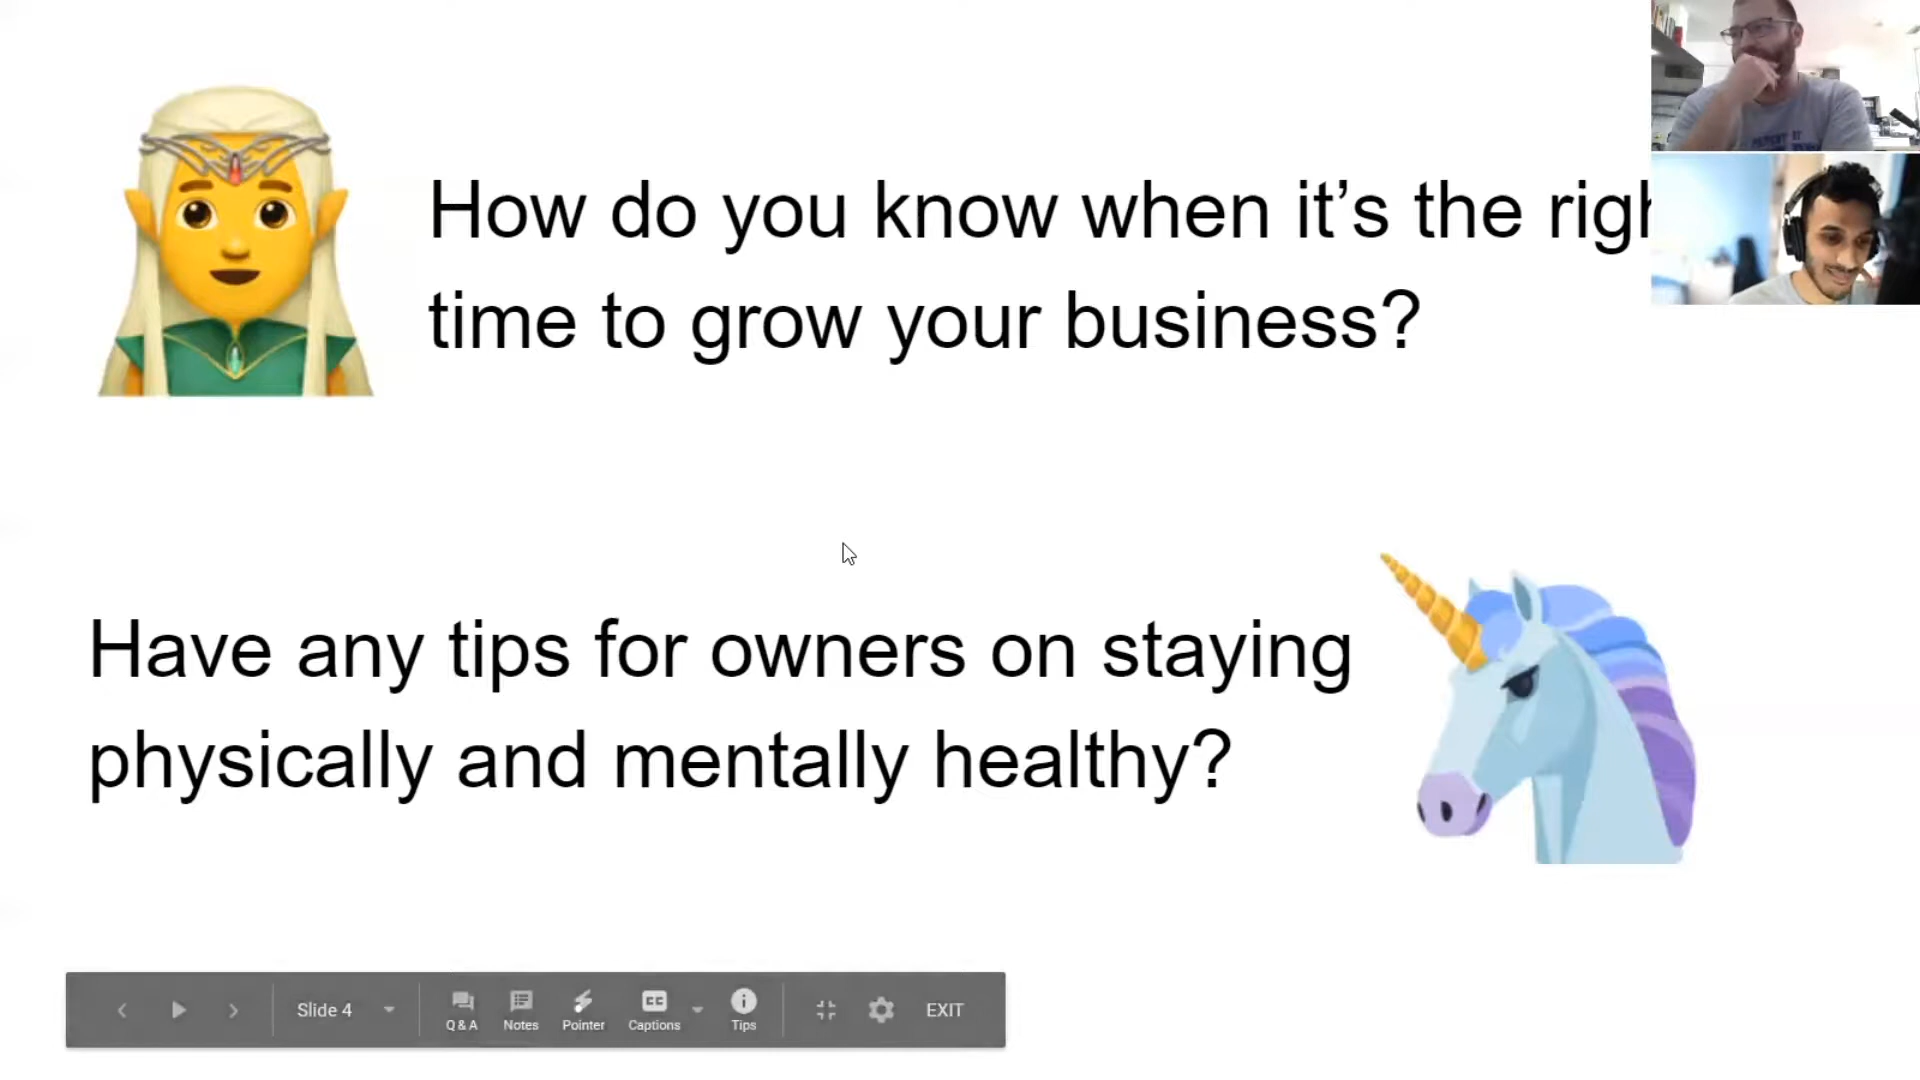 How do you know when it’s the righ
time to grow your business?
Have any tips for owners on staying
physically and mentally healthy?
Slide 4
Q & A
Notes
Pointer
CC
Captions
Tips
EXIT